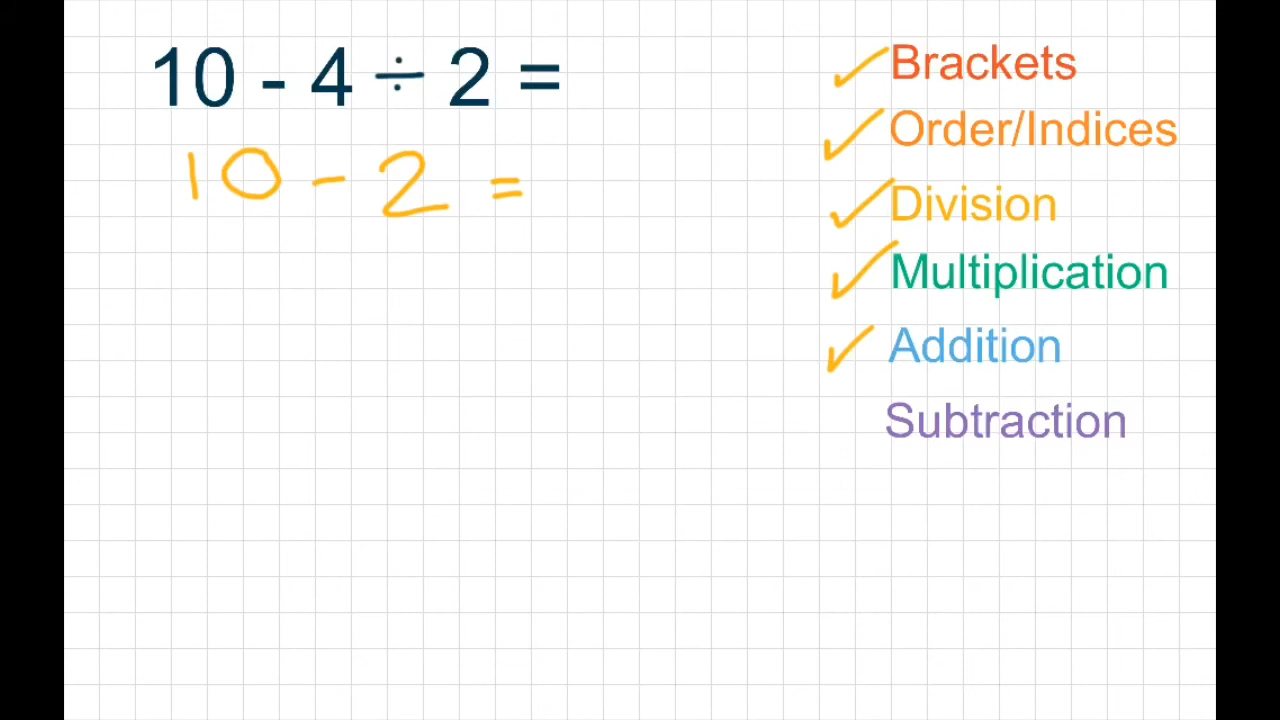 10 - 4 ÷ 2 =
10 - 2 =
Brackets
Order/Indices
Division
Multiplication
Addition
Subtraction